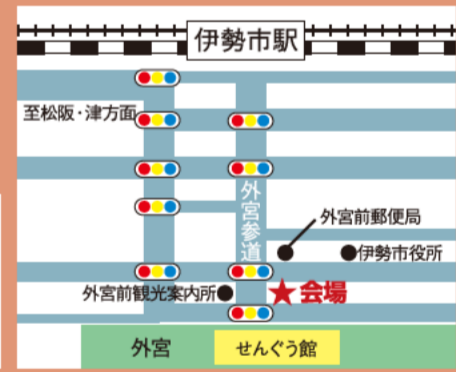 伊勢市駅
至松阪・津方面
外宮参道
外宮前郵便局
伊勢市役所
外宮前観光案内所
★会場
外宮
せんぐう館